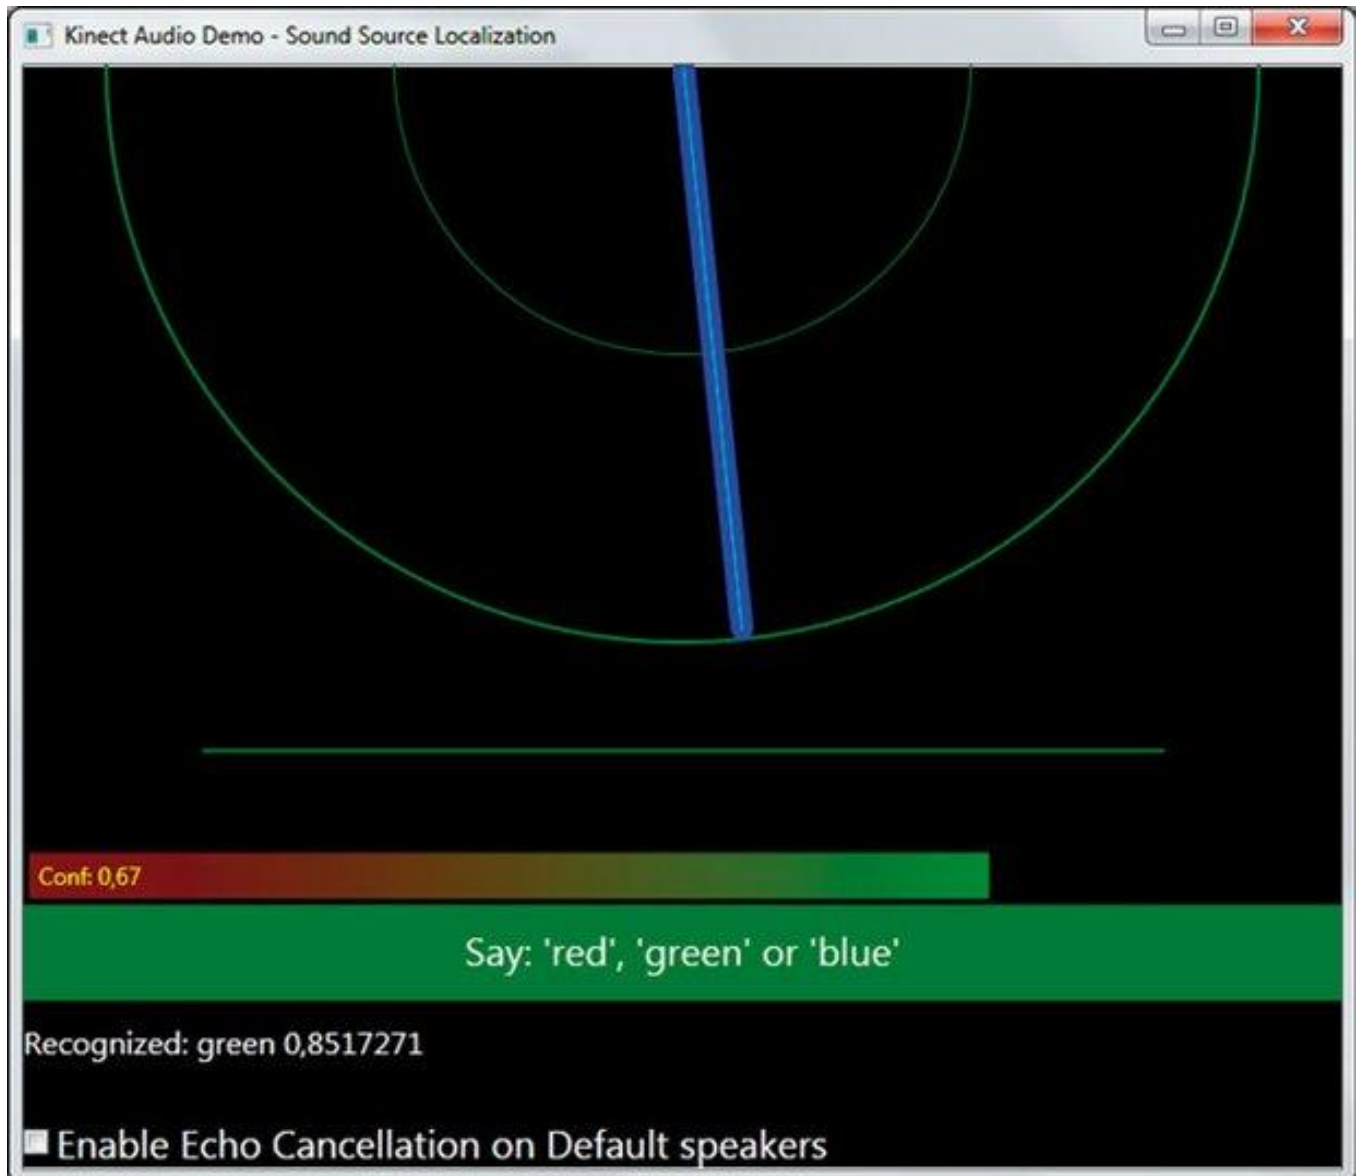 Kinect Audio Demo - Sound Source Localization
Conf: 0,67
Say: 'red', 'green' or 'blue'
Recognized: green 0,8517271
Enable Echo Cancellation on Default speakers